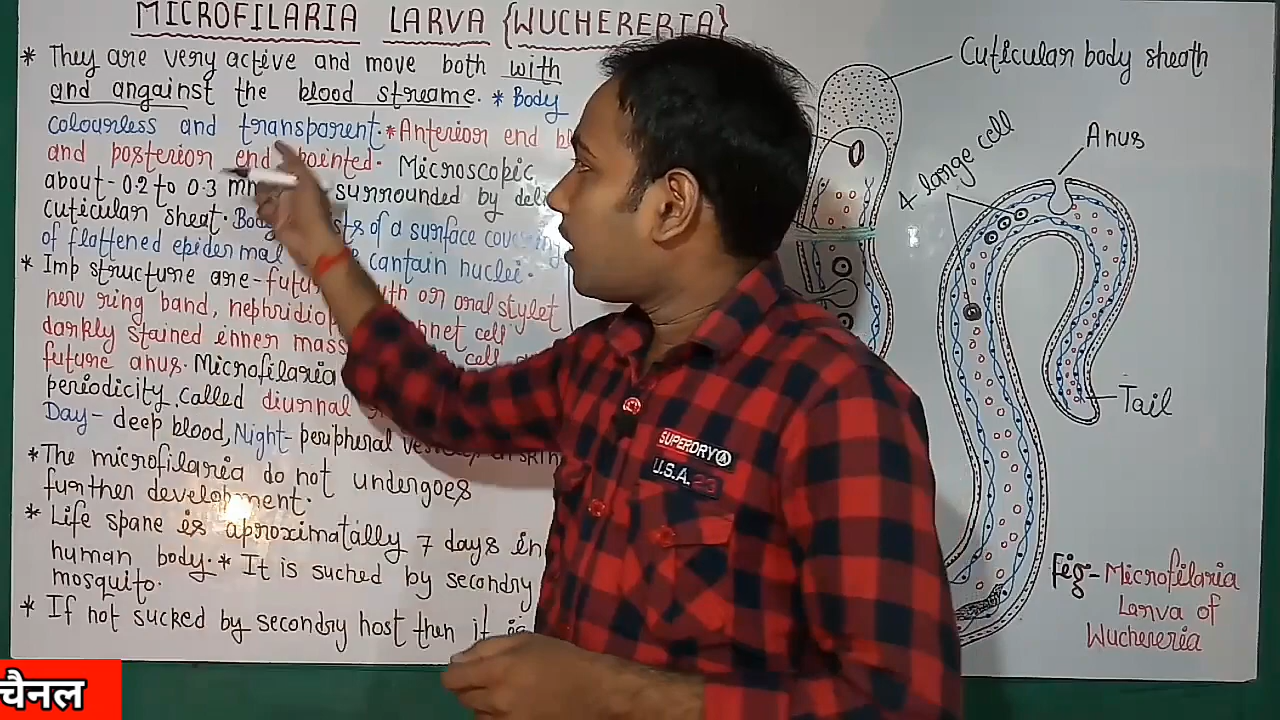 MICROFILARIA LARVA {WUCHERERIA}
* They are very active and move both with
and angainst the blood streame. * Body
colourless and transparent. * Anterior end
and posterior end pointed. Microscopic
about - 0.2 to 0.3 surrounded by
cuticular sheat. of a surface covering
of flattened epidermal cantain nuclei.
* Imp structure are - or oral stylet
nerv ring band, cell
darkly stained enner mass cell
future anus. Microfilaria
periodicity called diurnal
Day - deep blood, Night - peripheral
* The microfilaria do not undergoes
further development.
* Life spane is aproximatally 7 days in
human body. * It is suched by secondry
mosquito.
* If not sucked by secondry host then it is
Cuticular body sheath
4 large cell
Anus
Tail
Fig - Microfilaria
Larva of
Wuchereria
SUPERDRY
U.S.A. 23
चैनल